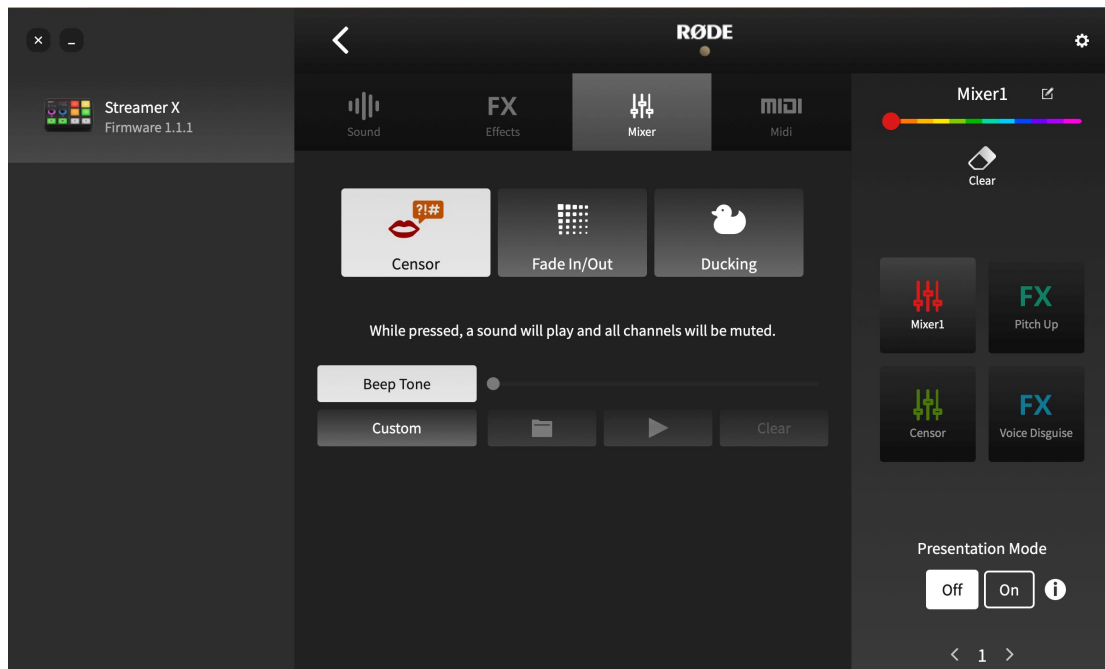 RØDE
Streamer X
Firmware 1.1.1
Sound
FX
Effects
Mixer
MIDI
Midi
Mixer1
Clear
?!#
Censor
Fade In/Out
Ducking
While pressed, a sound will play and all channels will be muted.
Beep Tone
Custom
Clear
Mixer1
FX
Pitch Up
Censor
FX
Voice Disguise
Presentation Mode
Off
On
i
< 1 >